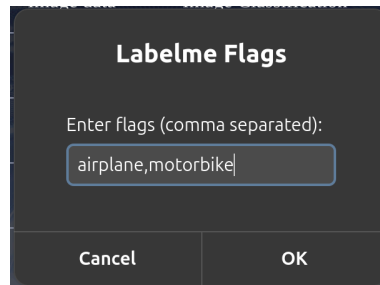 Labelme Flags
Enter flags (comma separated):
airplane,motorbike
Cancel
OK